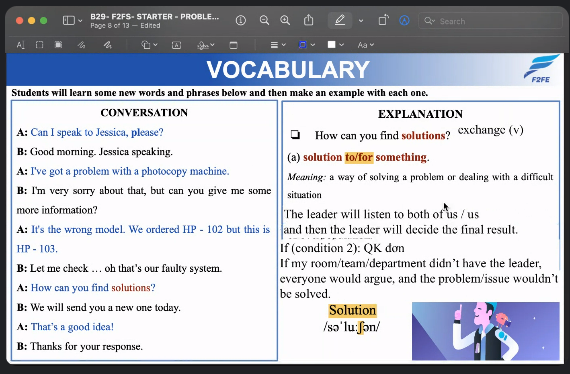 B29- F2FS- STARTER - PROBLE...
Page 8 of 13 — Edited
Search
Aa
VOCABULARY
F2FE
Students will learn some new words and phrases below and then make an example with each one.
CONVERSATION
A: Can I speak to Jessica, please?
B: Good morning. Jessica speaking.
A: I've got a problem with a photocopy machine.
B: I'm very sorry about that, but can you give me some
more information?
A: It's the wrong model. We ordered HP - 102 but this is
HP - 103.
B: Let me check … oh that's our faulty system.
A: How can you find solutions?
B: We will send you a new one today.
A: That's a good idea!
B: Thanks for your response.
EXPLANATION
How can you find solutions? exchange (v)
(a) solution to/for something.
Meaning: a way of solving a problem or dealing with a difficult
situation
The leader will listen to both of us / us
and then the leader will decide the final result.
If (condition 2): QK đơn
If my room/team/department didn't have the leader,
everyone would argue, and the problem/issue wouldn't
be solved.
Solution
/səˈluːʃən/